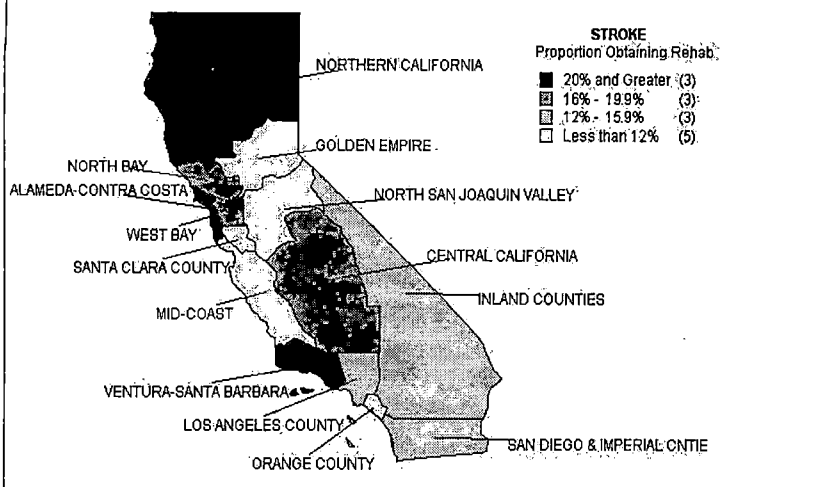 STROKE
Proportion Obtaining Rehab
20% and Greater (3)
16% - 19.9% (3)
12% - 15.9% (3)
Less than 12% (5)
NORTHERN CALIFORNIA
GOLDEN EMPIRE
NORTH BAY
ALAMEDA-CONTRA COSTA
NORTH SAN JOAQUIN VALLEY
WEST BAY
CENTRAL CALIFORNIA
SANTA CLARA COUNTY
INLAND COUNTIES
MID-COAST
VENTURA-SANTA BARBARA
LOS ANGELES COUNTY
SAN DIEGO & IMPERIAL CNTIE
ORANGE COUNTY